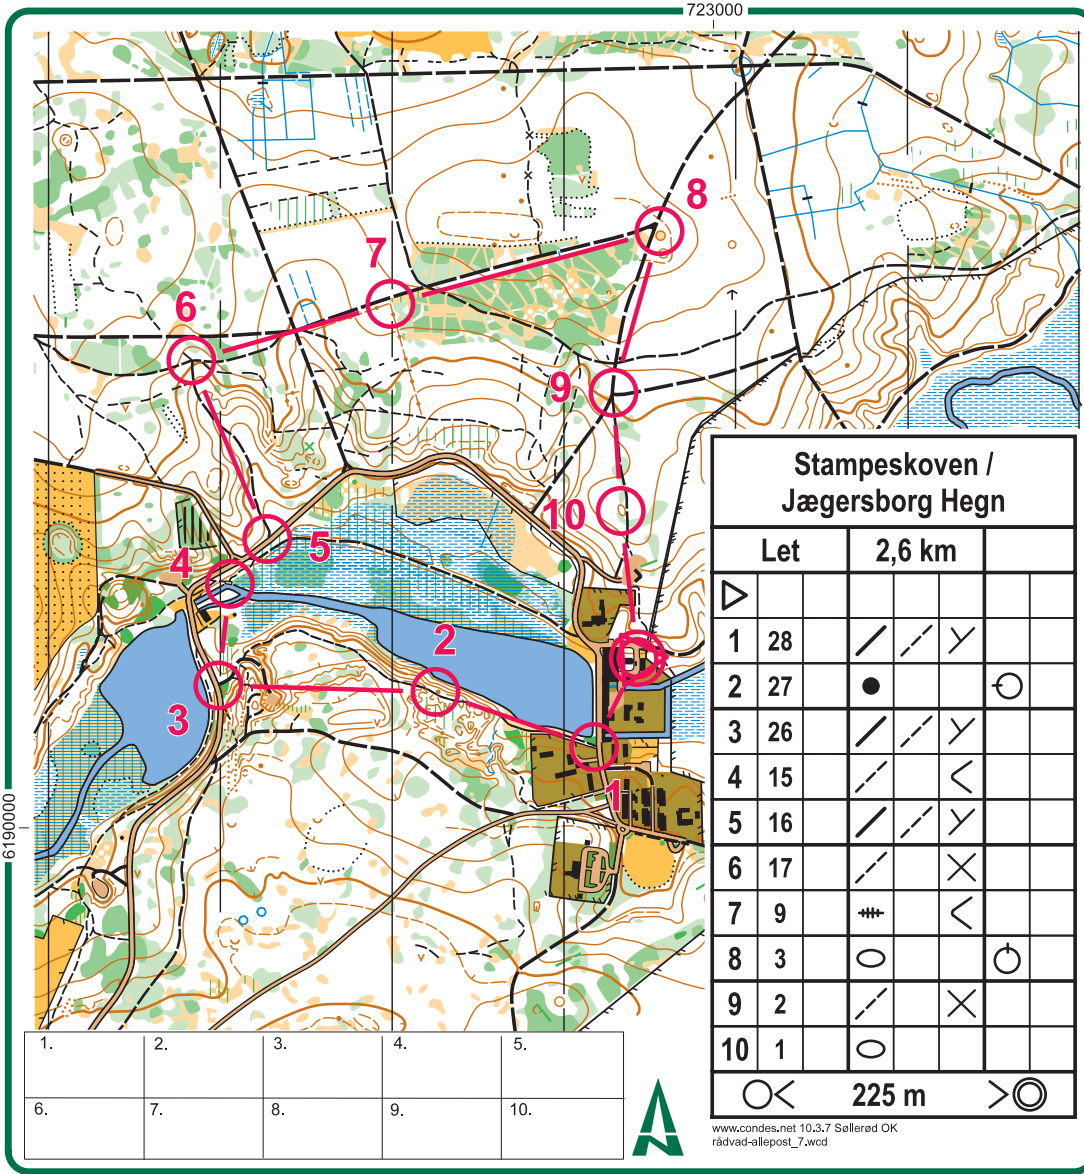 723000
8
7
6
9
10
5
4
2
3
1
6190000
Stampeskoven /
Jægersborg Hegn
Let 2,6 km
1 28
2 27
3 26
4 15
5 16
6 17
7 9
8 3
9 2
10 1
225 m
1. 2. 3. 4. 5.
6. 7. 8. 9. 10.
www.condes.net 10.3.7 Søllerød OK
rådvad-allepost_7.wcd